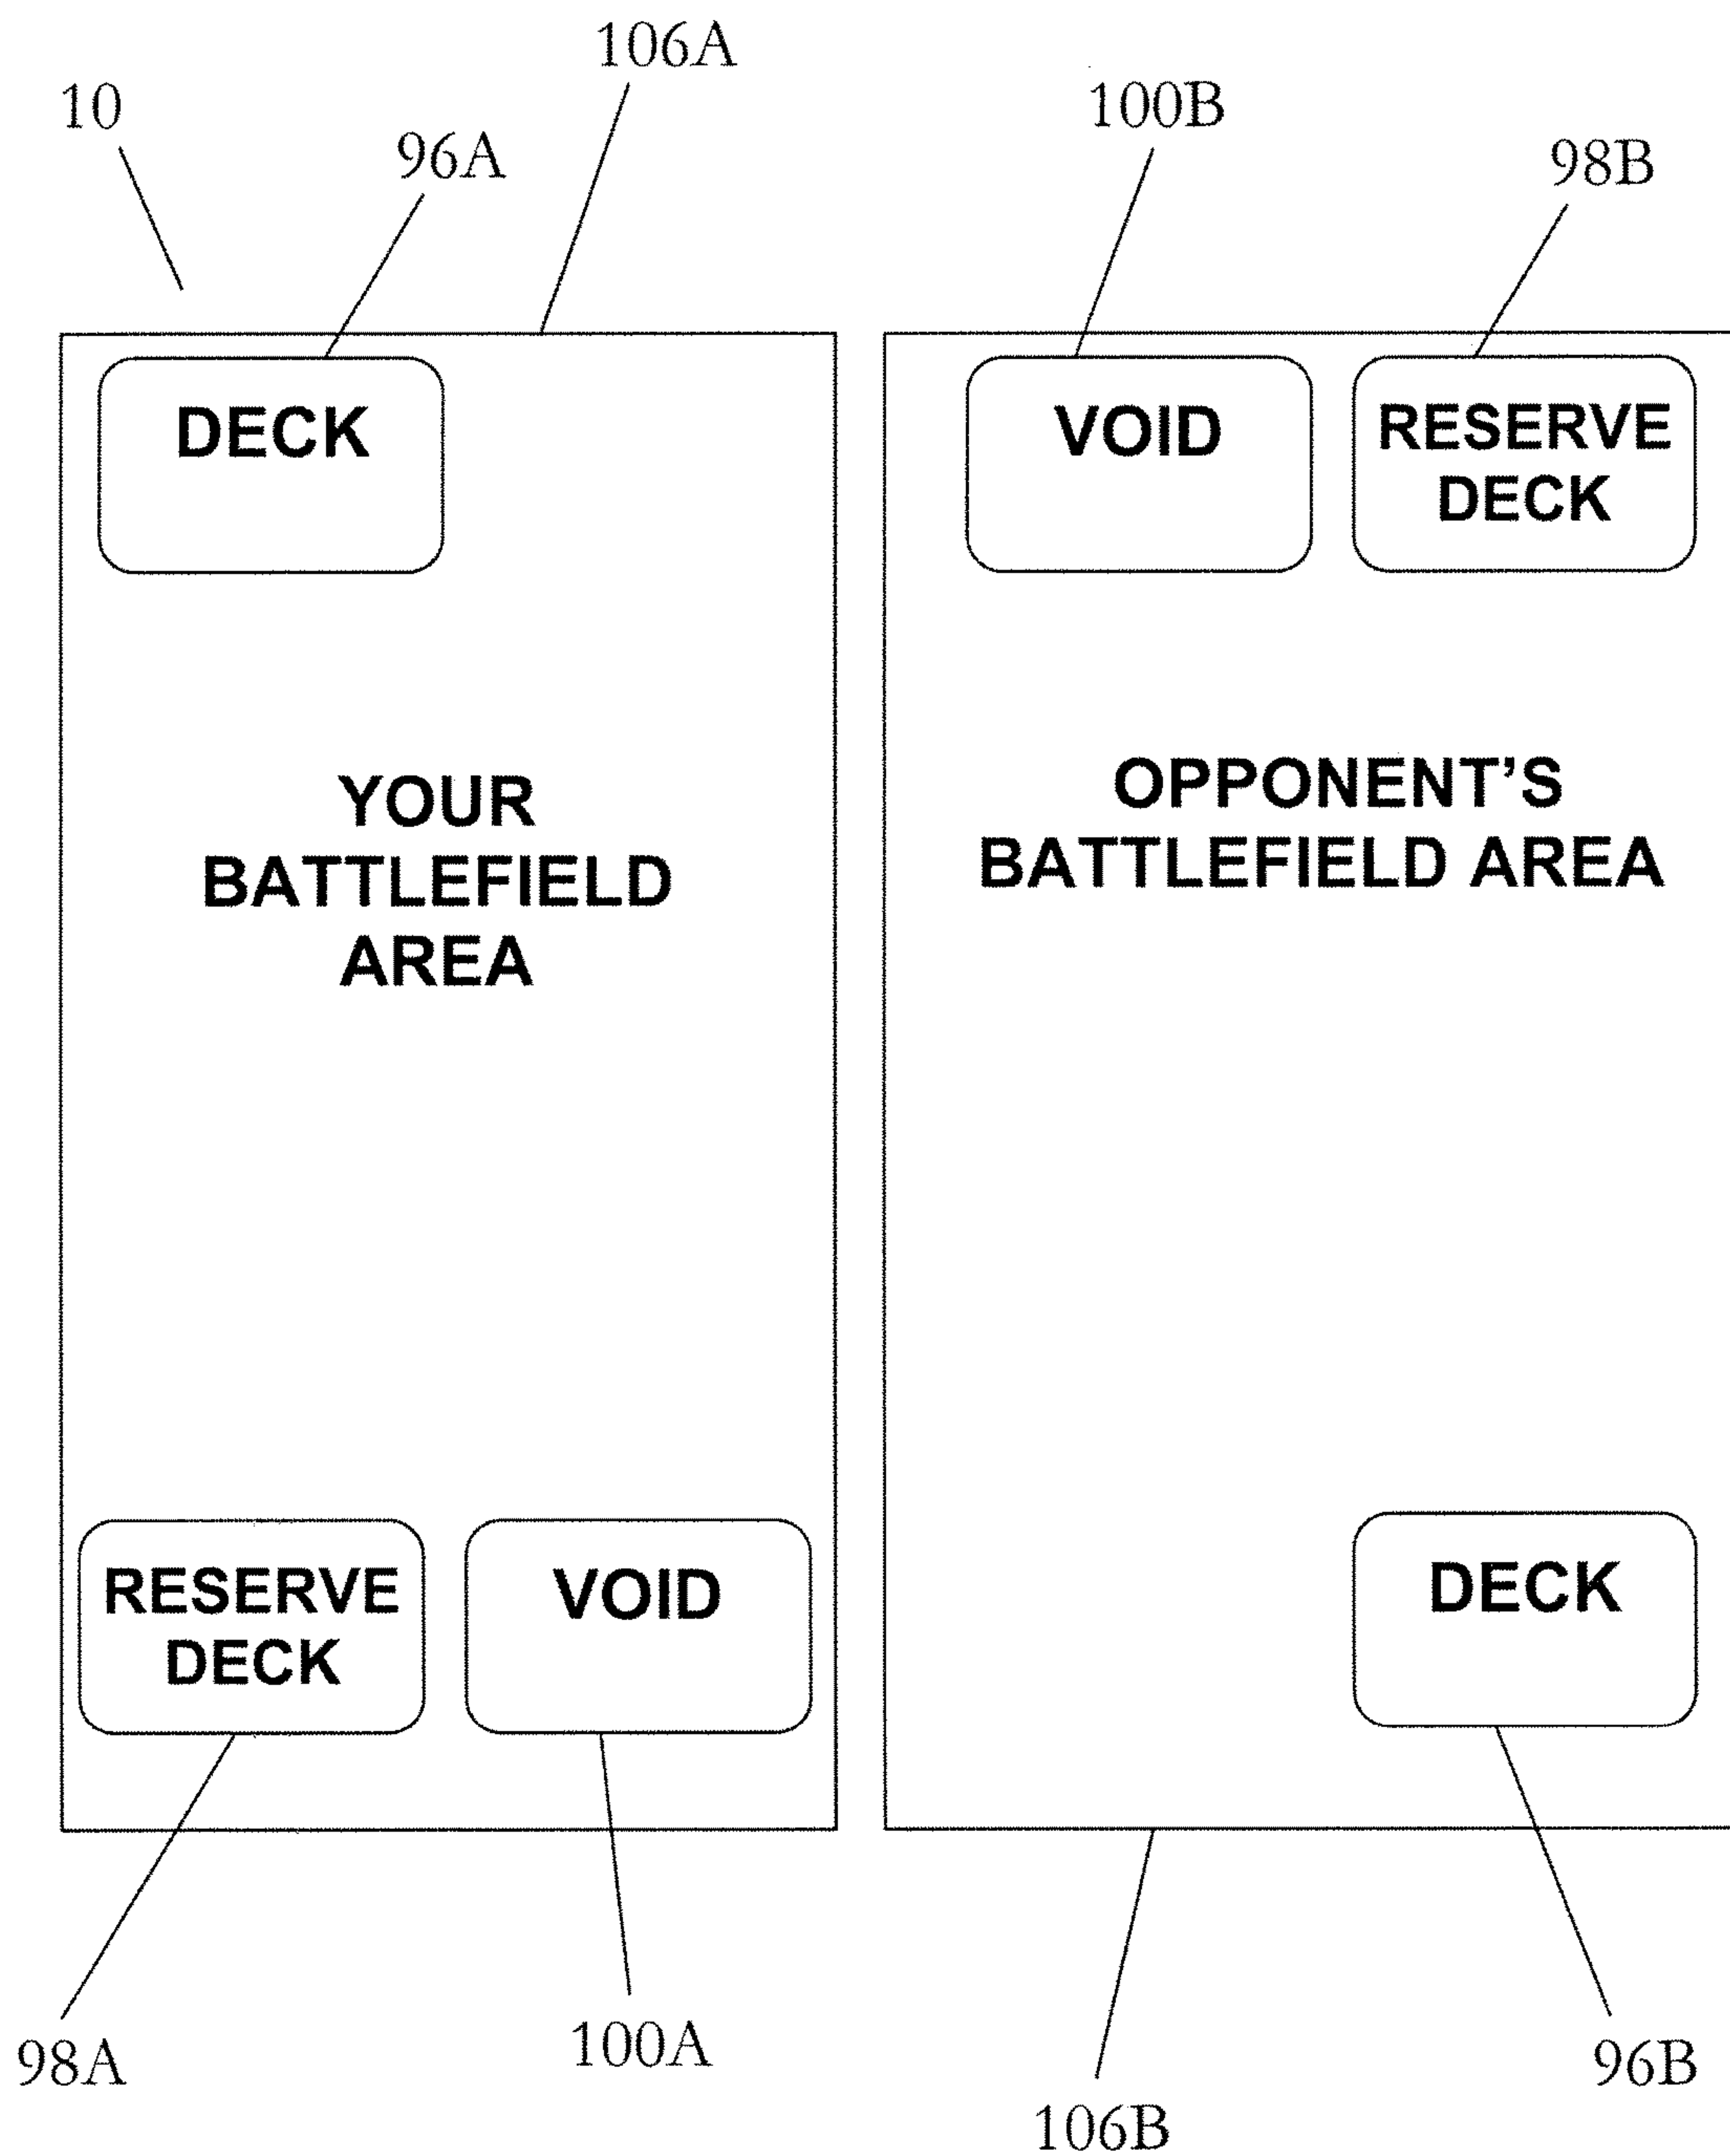 106A
10
100B
96A
98B
DECK
VOID
RESERVE
DECK
YOUR
BATTLEFIELD
AREA
OPPONENT’S
BATTLEFIELD AREA
RESERVE
DECK
VOID
DECK
98A
100A
96B
106B